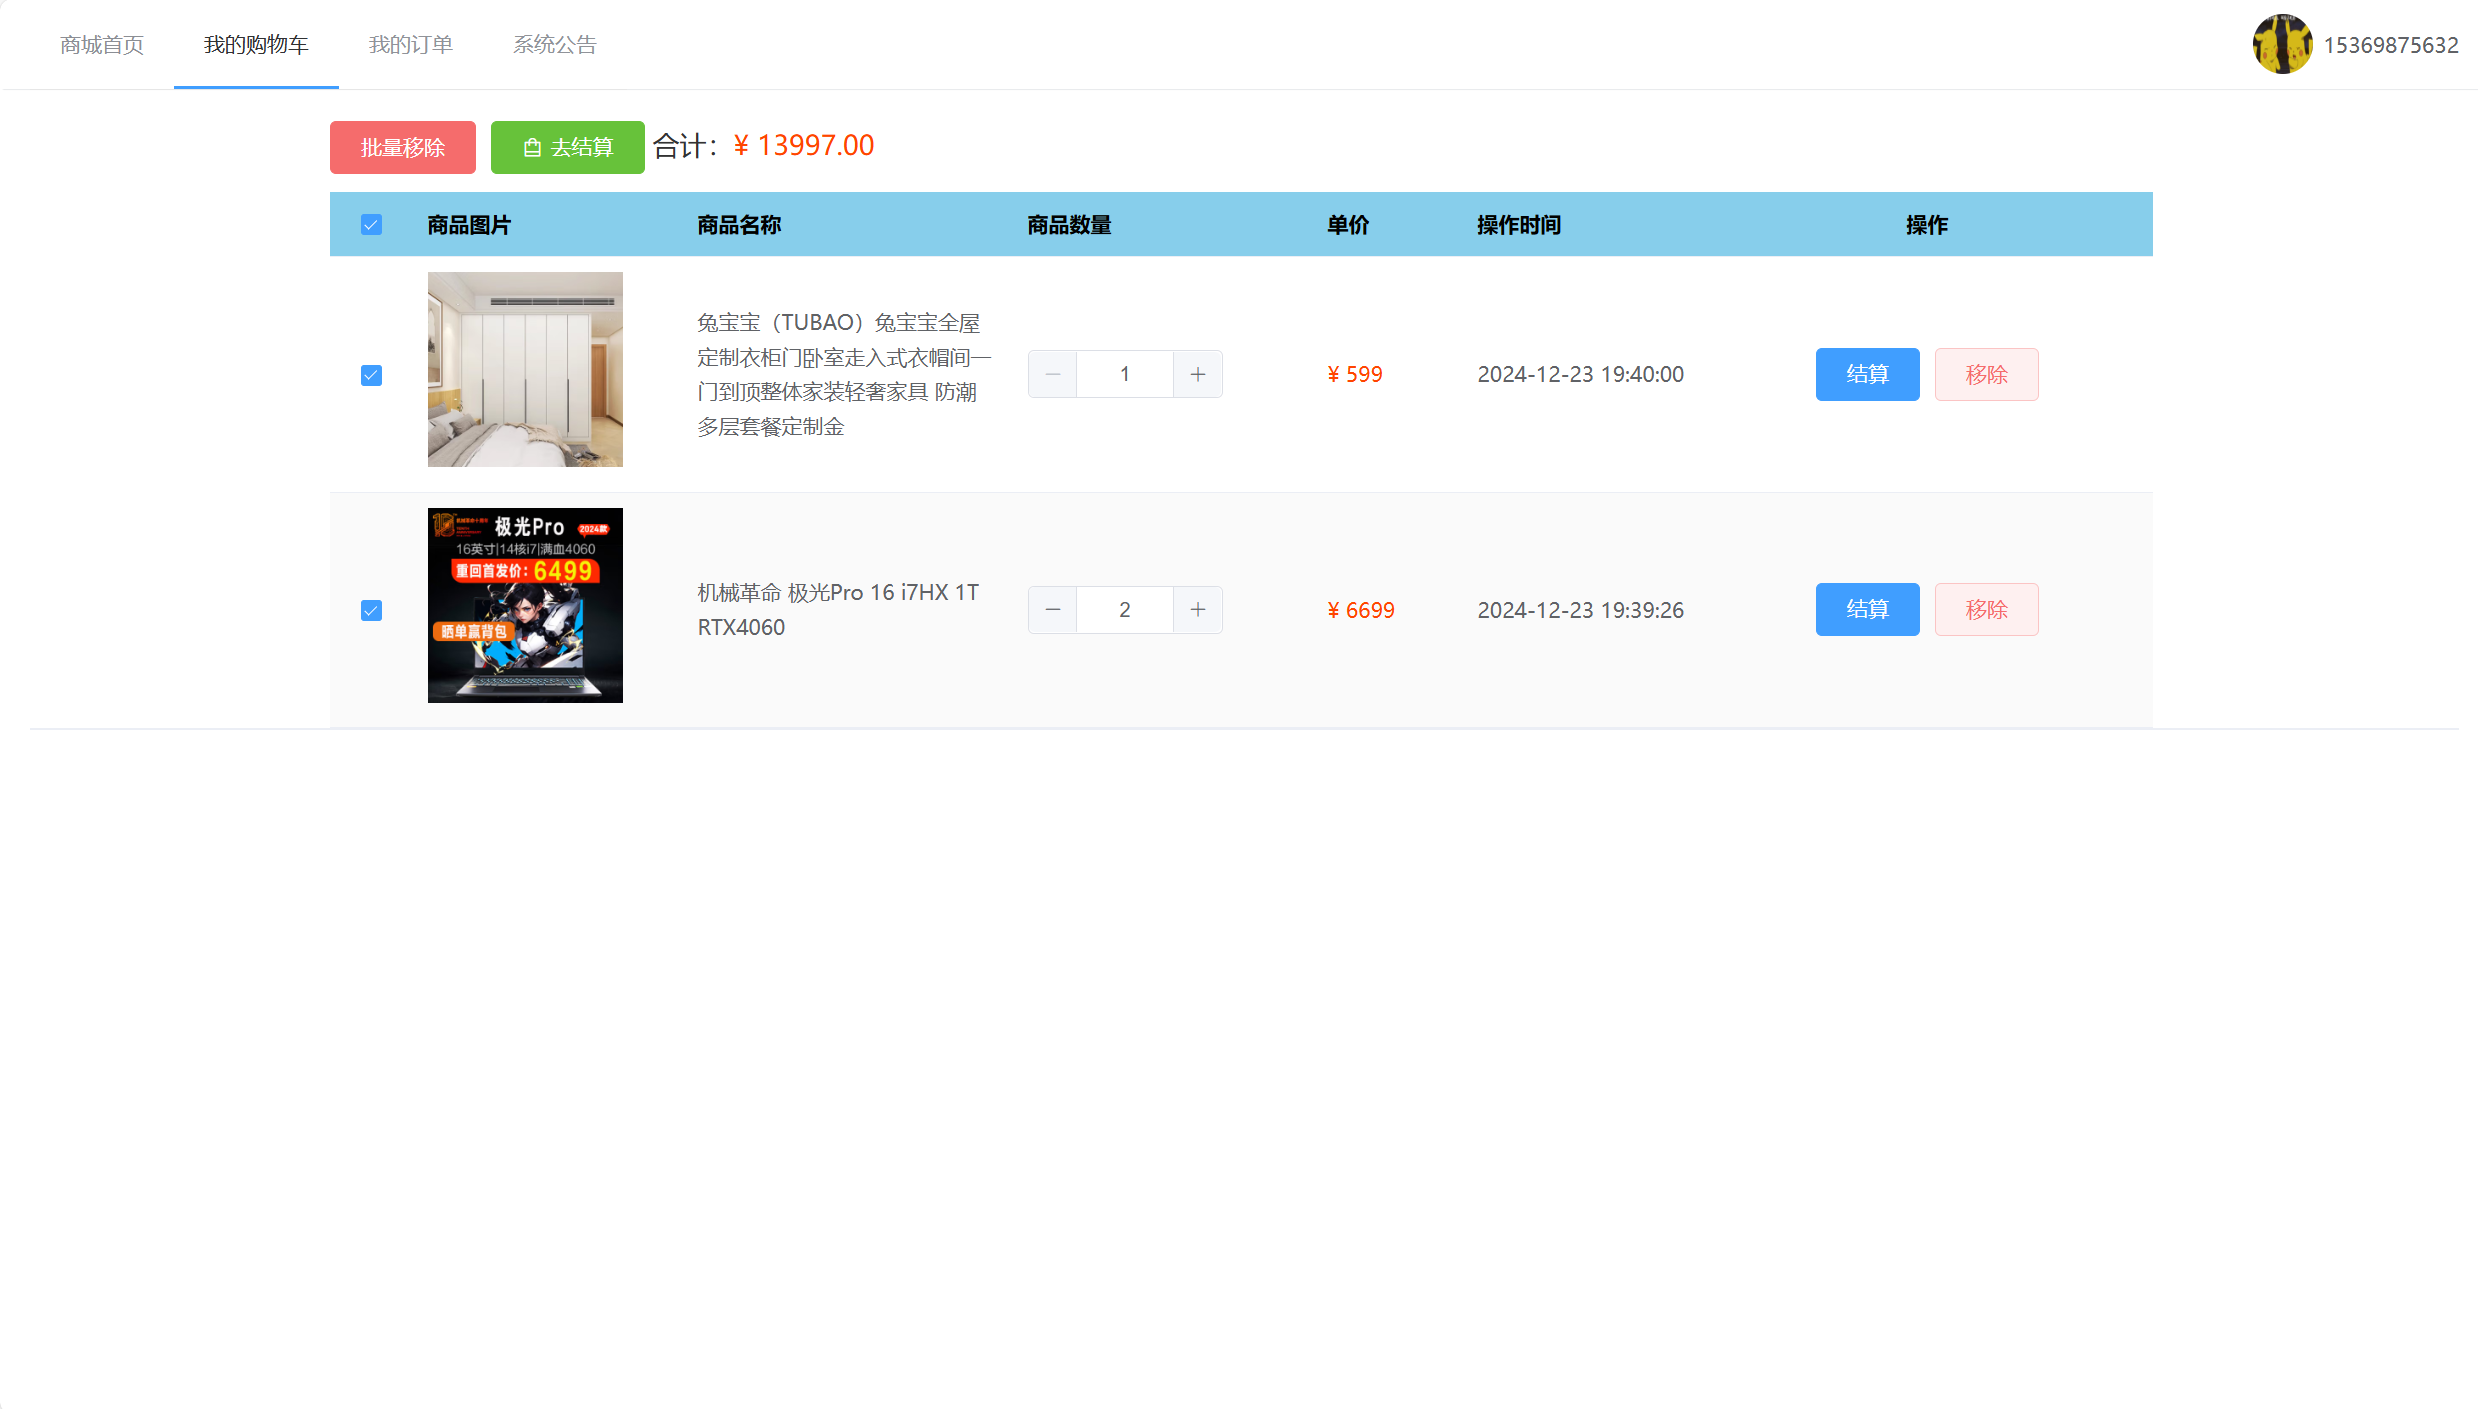 商城首页 我的购物车 我的订单 系统公告 15369875632
批量移除 去结算 合计：¥ 13997.00
商品图片 商品名称 商品数量 单价 操作时间 操作
兔宝宝（TUBAO）兔宝宝全屋
定制衣柜门卧室走入式衣帽间一
门到顶整体家装轻奢家具 防潮
多层套餐定制金
1 ¥ 599 2024-12-23 19:40:00 结算 移除
极光Pro 2024款
16英寸|14核i7|满血4060
重回首发价：6499
晒单赢背包
机械革命 极光Pro 16 i7HX 1T
RTX4060
2 ¥ 6699 2024-12-23 19:39:26 结算 移除